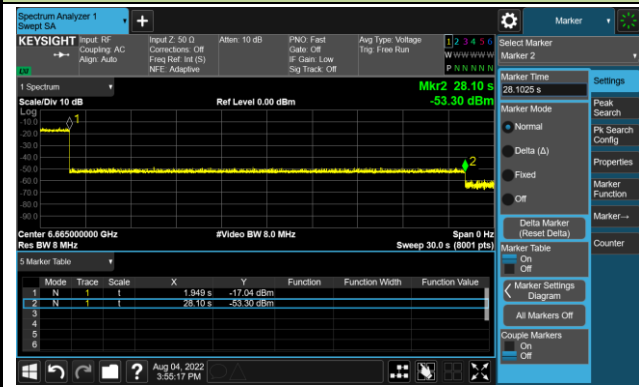 Spectrum Analyzer 1
Swept SA
Marker
KEYSIGHT
Input: RF
Coupling: AC
Align: Auto
Input Z: 50 Ω
Corrections: Off
Freq Ref: Int (S)
NFE: Adaptive
Atten: 10 dB
PNO: Fast
Gate: Off
IF Gain: Low
Sig Track: Off
Avg Type: Voltage
Trig: Free Run
1 2 3 4 5 6
W W W W W W
P N N N N N
LXI
Select Marker
Marker 2
1 Spectrum
Mkr2 28.10 s
-53.30 dBm
Scale/Div 10 dB
Ref Level 0.00 dBm
Log
-10.0
-20.0
-30.0
-40.0
-50.0
-60.0
-70.0
-80.0
-90.0
1
2
Center 6.665000000 GHz
Res BW 8 MHz
#Video BW 8.0 MHz
Span 0 Hz
Sweep 30.0 s (8001 pts)
5 Marker Table
Mode Trace Scale X Y Function Function Width Function Value
1 N 1 t 1.949 s -17.04 dBm
2 N 1 t 28.10 s -53.30 dBm
3
4
5
6
Marker Time
28.1025 s
Marker Mode
Normal
Delta (Δ)
Fixed
Off
Delta Marker
(Reset Delta)
Marker Table
On
Off
Marker Settings
Diagram
All Markers Off
Couple Markers
On
Off
Settings
Peak
Search
Pk Search
Config
Properties
Marker
Function
Marker→
Counter
?
Aug 04, 2022
3:55:17 PM